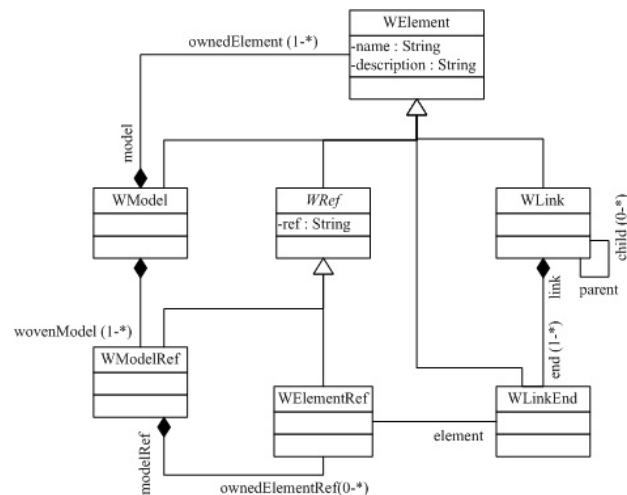 WElement
ownedElement (1-*)
-name : String
-description : String
model
WModel
WRef
WLink
-ref : String
child (0-*)
parent
link
wovenModel (1-*)
end (1-*)
WModelRef
WElementRef
WLinkEnd
element
modelRef
ownedElementRef(0-*)